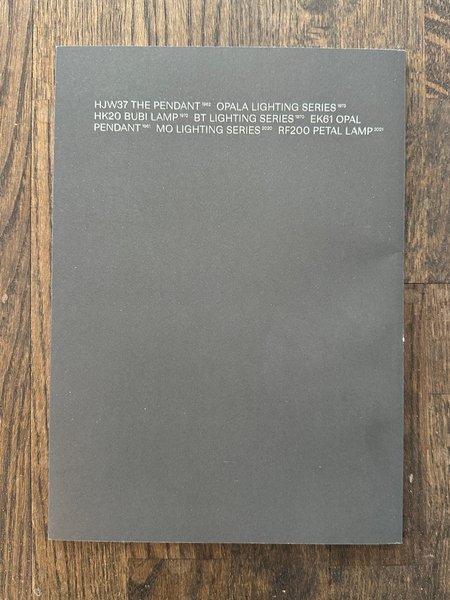 HJW37 THE PENDANT 1962 OPALA LIGHTING SERIES 1973
HK20 BUBI LAMP 1972 BT LIGHTING SERIES 1970 EK61 OPAL
PENDANT 1961 MO LIGHTING SERIES 2020 RF200 PETAL LAMP 2021